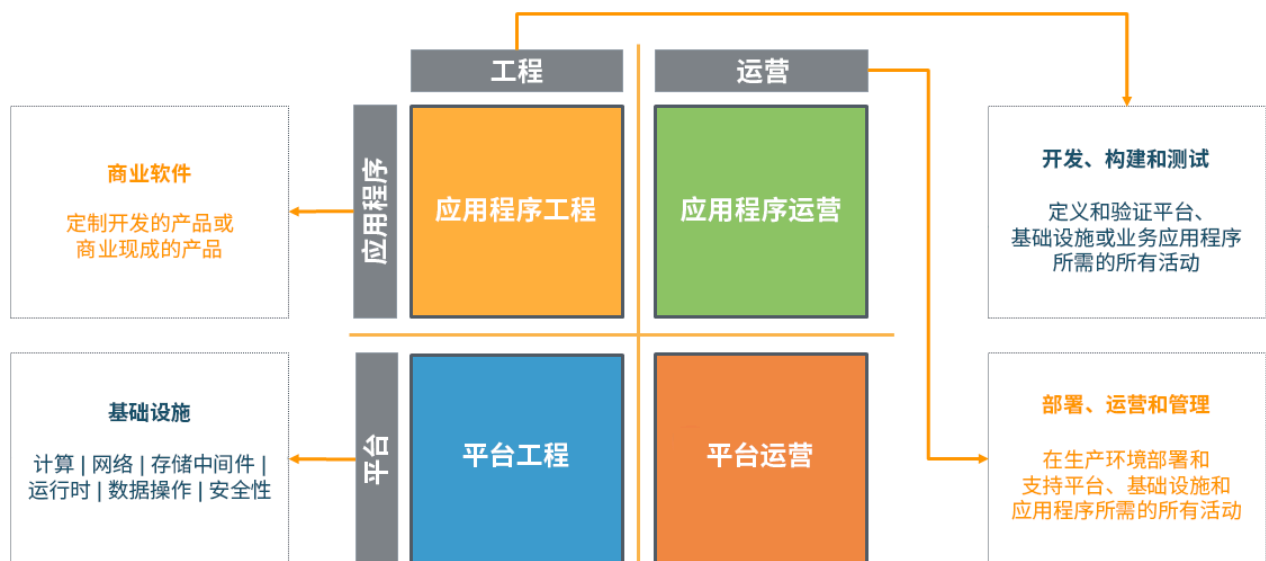 工程
运营
商业软件
定制开发的产品或
商业现成的产品
应用程序
应用程序工程
应用程序运营
开发、构建和测试
定义和验证平台、
基础设施或业务应用程序
所需的所有活动
基础设施
计算 | 网络 | 存储中间件 |
运行时 | 数据操作 | 安全性
平台
平台工程
平台运营
部署、运营和管理
在生产环境部署和
支持平台、基础设施和
应用程序所需的所有活动